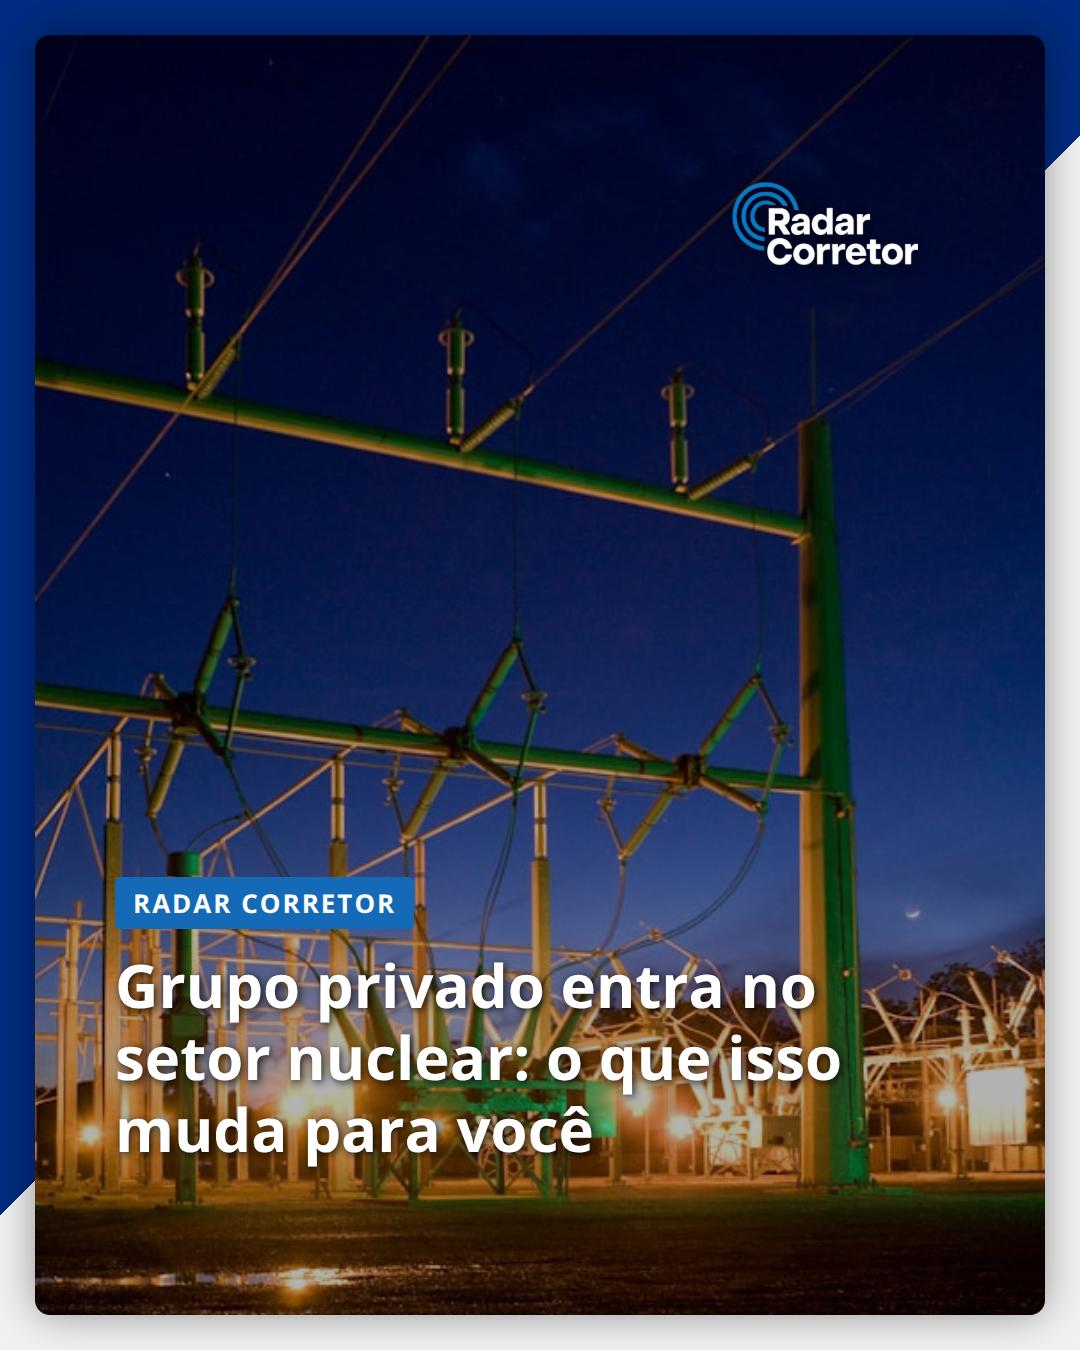 Radar
Corretor
RADAR CORRETOR
Grupo privado entra no
setor nuclear: o que isso
muda para você